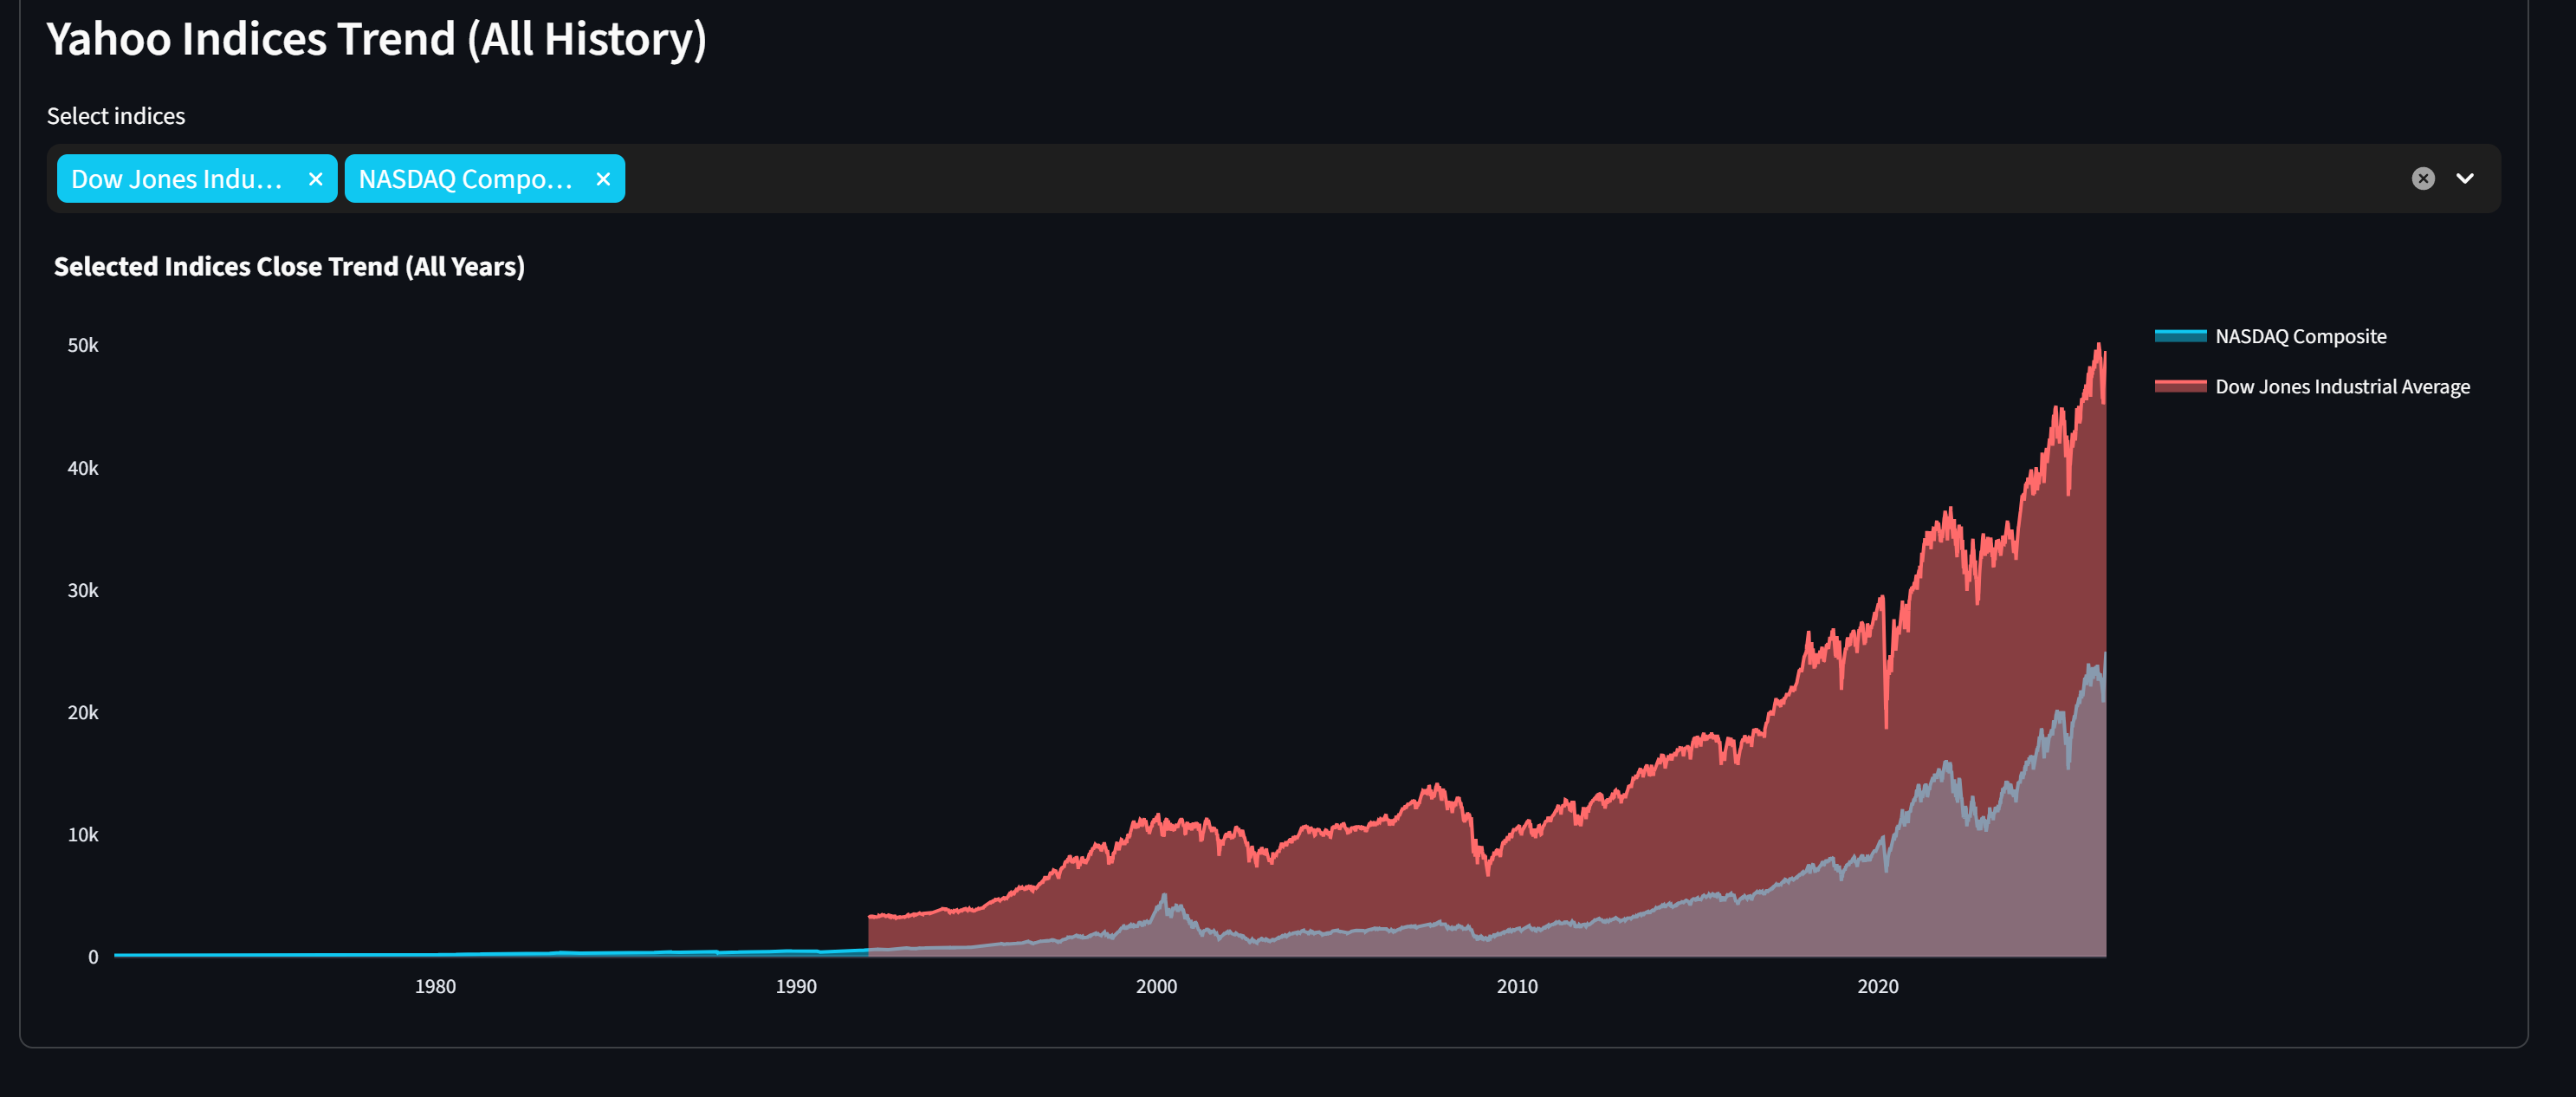 Yahoo Indices Trend (All History)
Select indices
Dow Jones Indu... NASDAQ Compo...
Selected Indices Close Trend (All Years)
NASDAQ Composite
Dow Jones Industrial Average
50k
40k
30k
20k
10k
0
1980 1990 2000 2010 2020